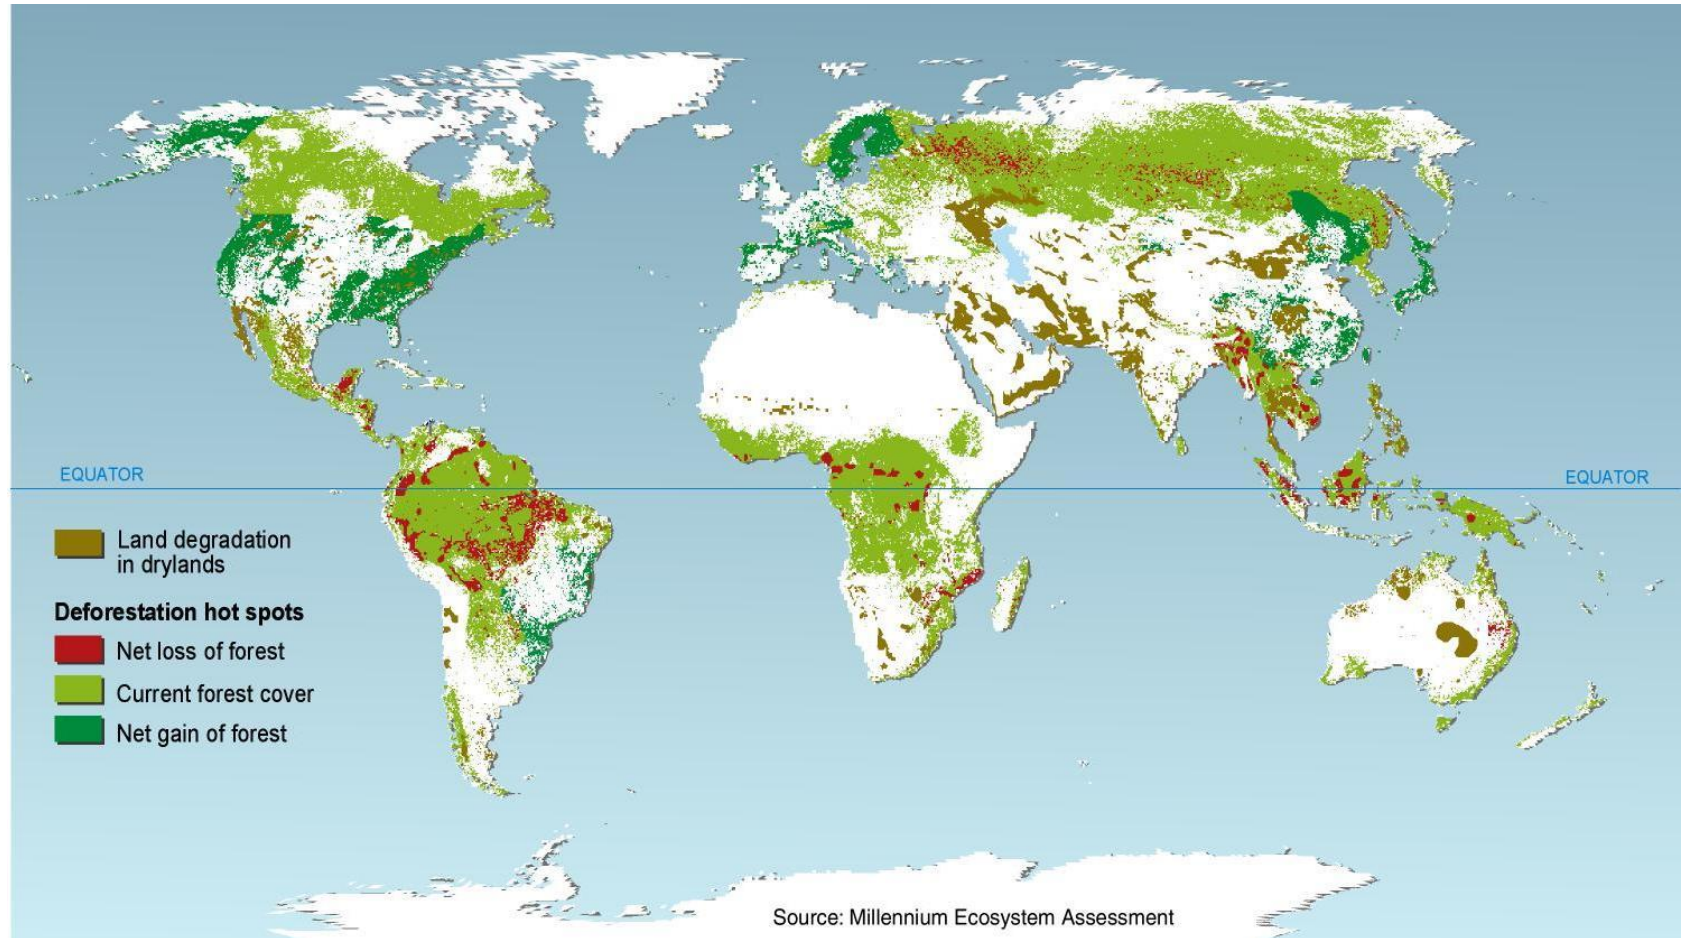 EQUATOR
EQUATOR
Land degradation
in drylands
Deforestation hot spots
Net loss of forest
Current forest cover
Net gain of forest
Source: Millennium Ecosystem Assessment